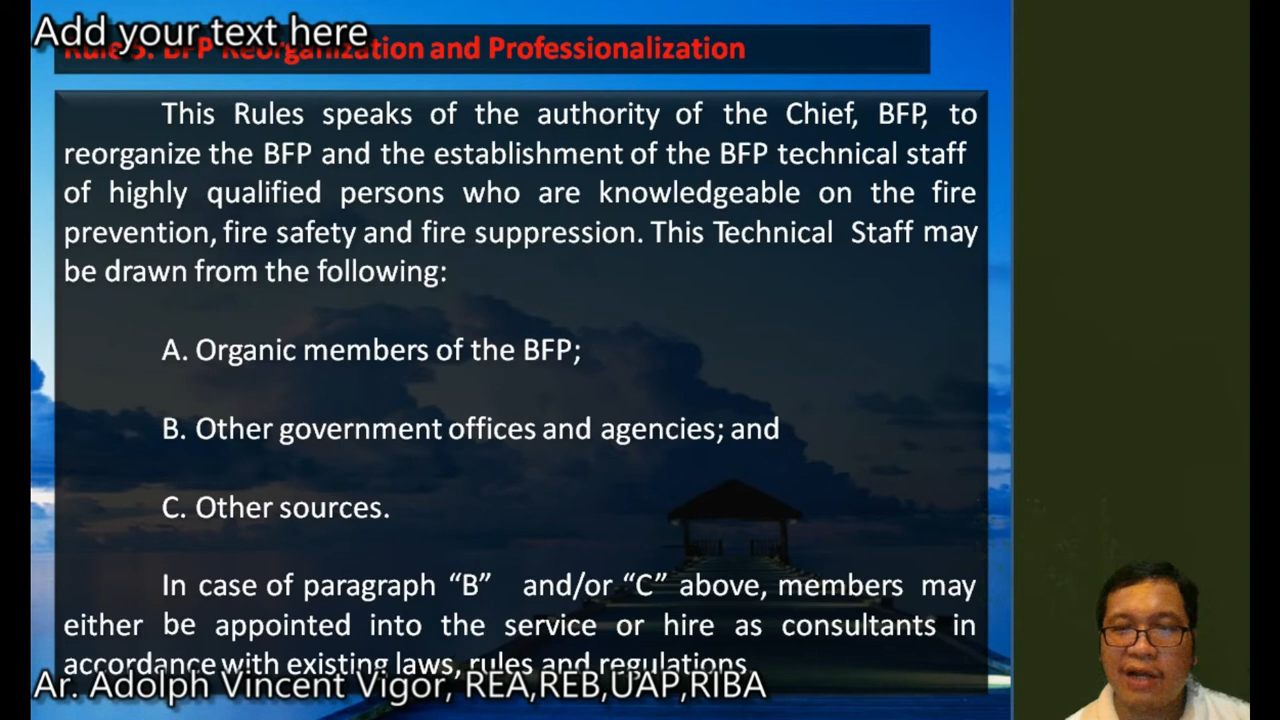 Add your text here
BFP Reorganization and Professionalization
This Rules speaks of the authority of the Chief, BFP, to
reorganize the BFP and the establishment of the BFP technical staff
of highly qualified persons who are knowledgeable on the fire
prevention, fire safety and fire suppression. This Technical Staff may
be drawn from the following:
A. Organic members of the BFP;
B. Other government offices and agencies; and
C. Other sources.
In case of paragraph “B” and/or “C” above, members may
either be appointed into the service or hire as consultants in
accordance with existing laws, rules and regulations
Ar. Adolph Vincent Vigor, REA,REB,UAP,RIBA